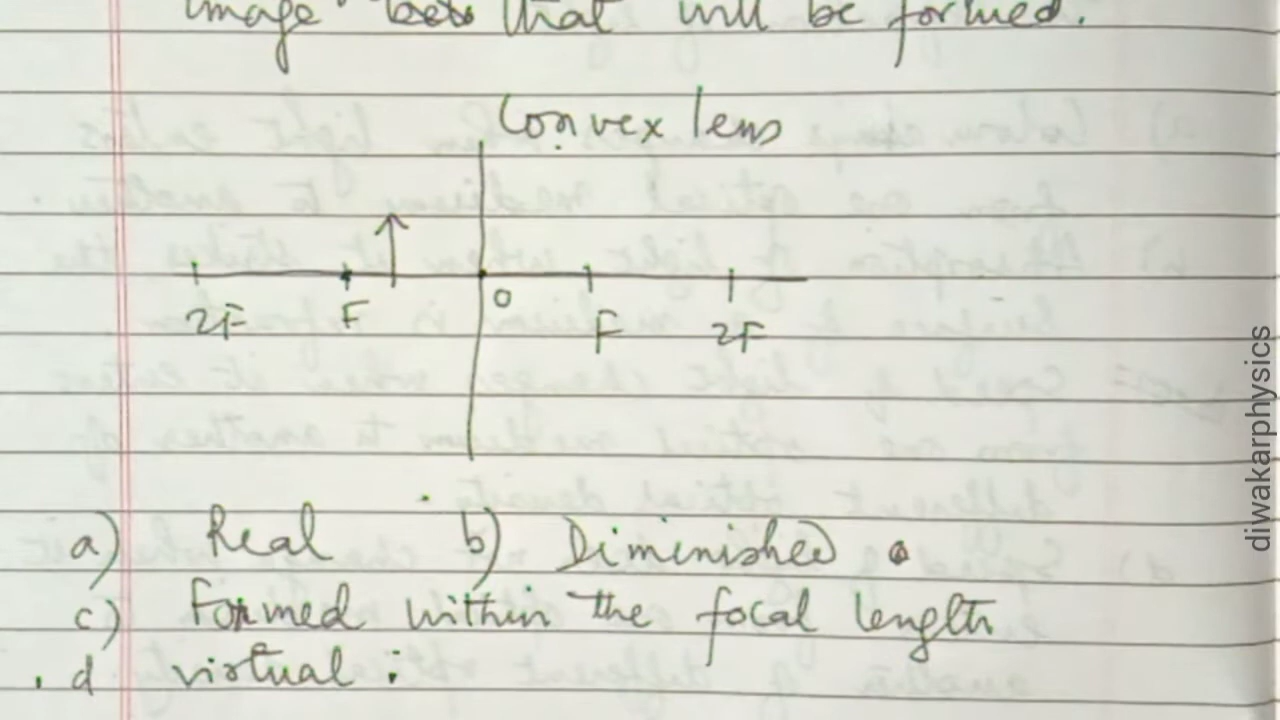 image that will be formed.
Convex lens
2F F O F 2F
a) Real b) Diminished
c) Formed within the focal length
d virtual :
diwakarphysics